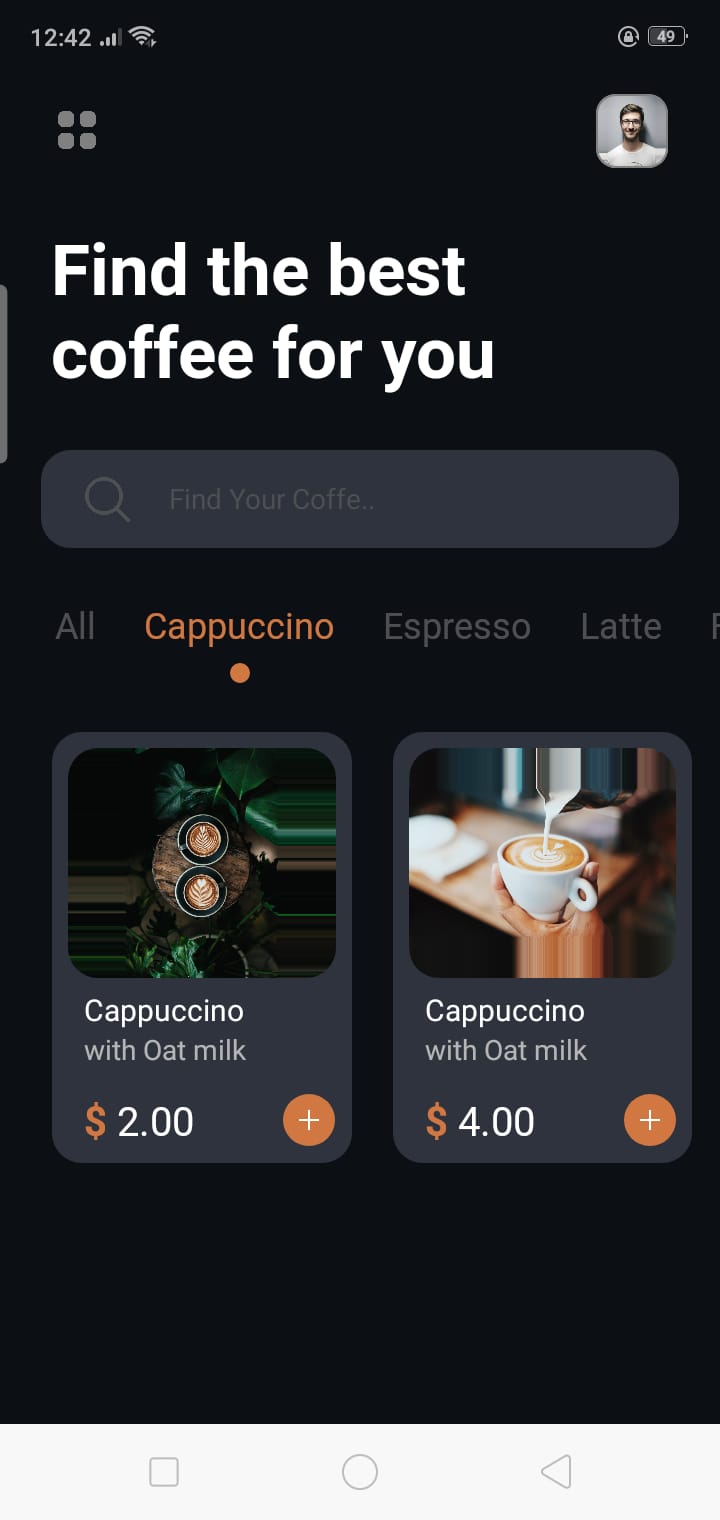 12:42
49
Find the best
coffee for you
Find Your Coffe..
All Cappuccino Espresso Latte
Cappuccino
with Oat milk
$ 2.00
Cappuccino
with Oat milk
$ 4.00